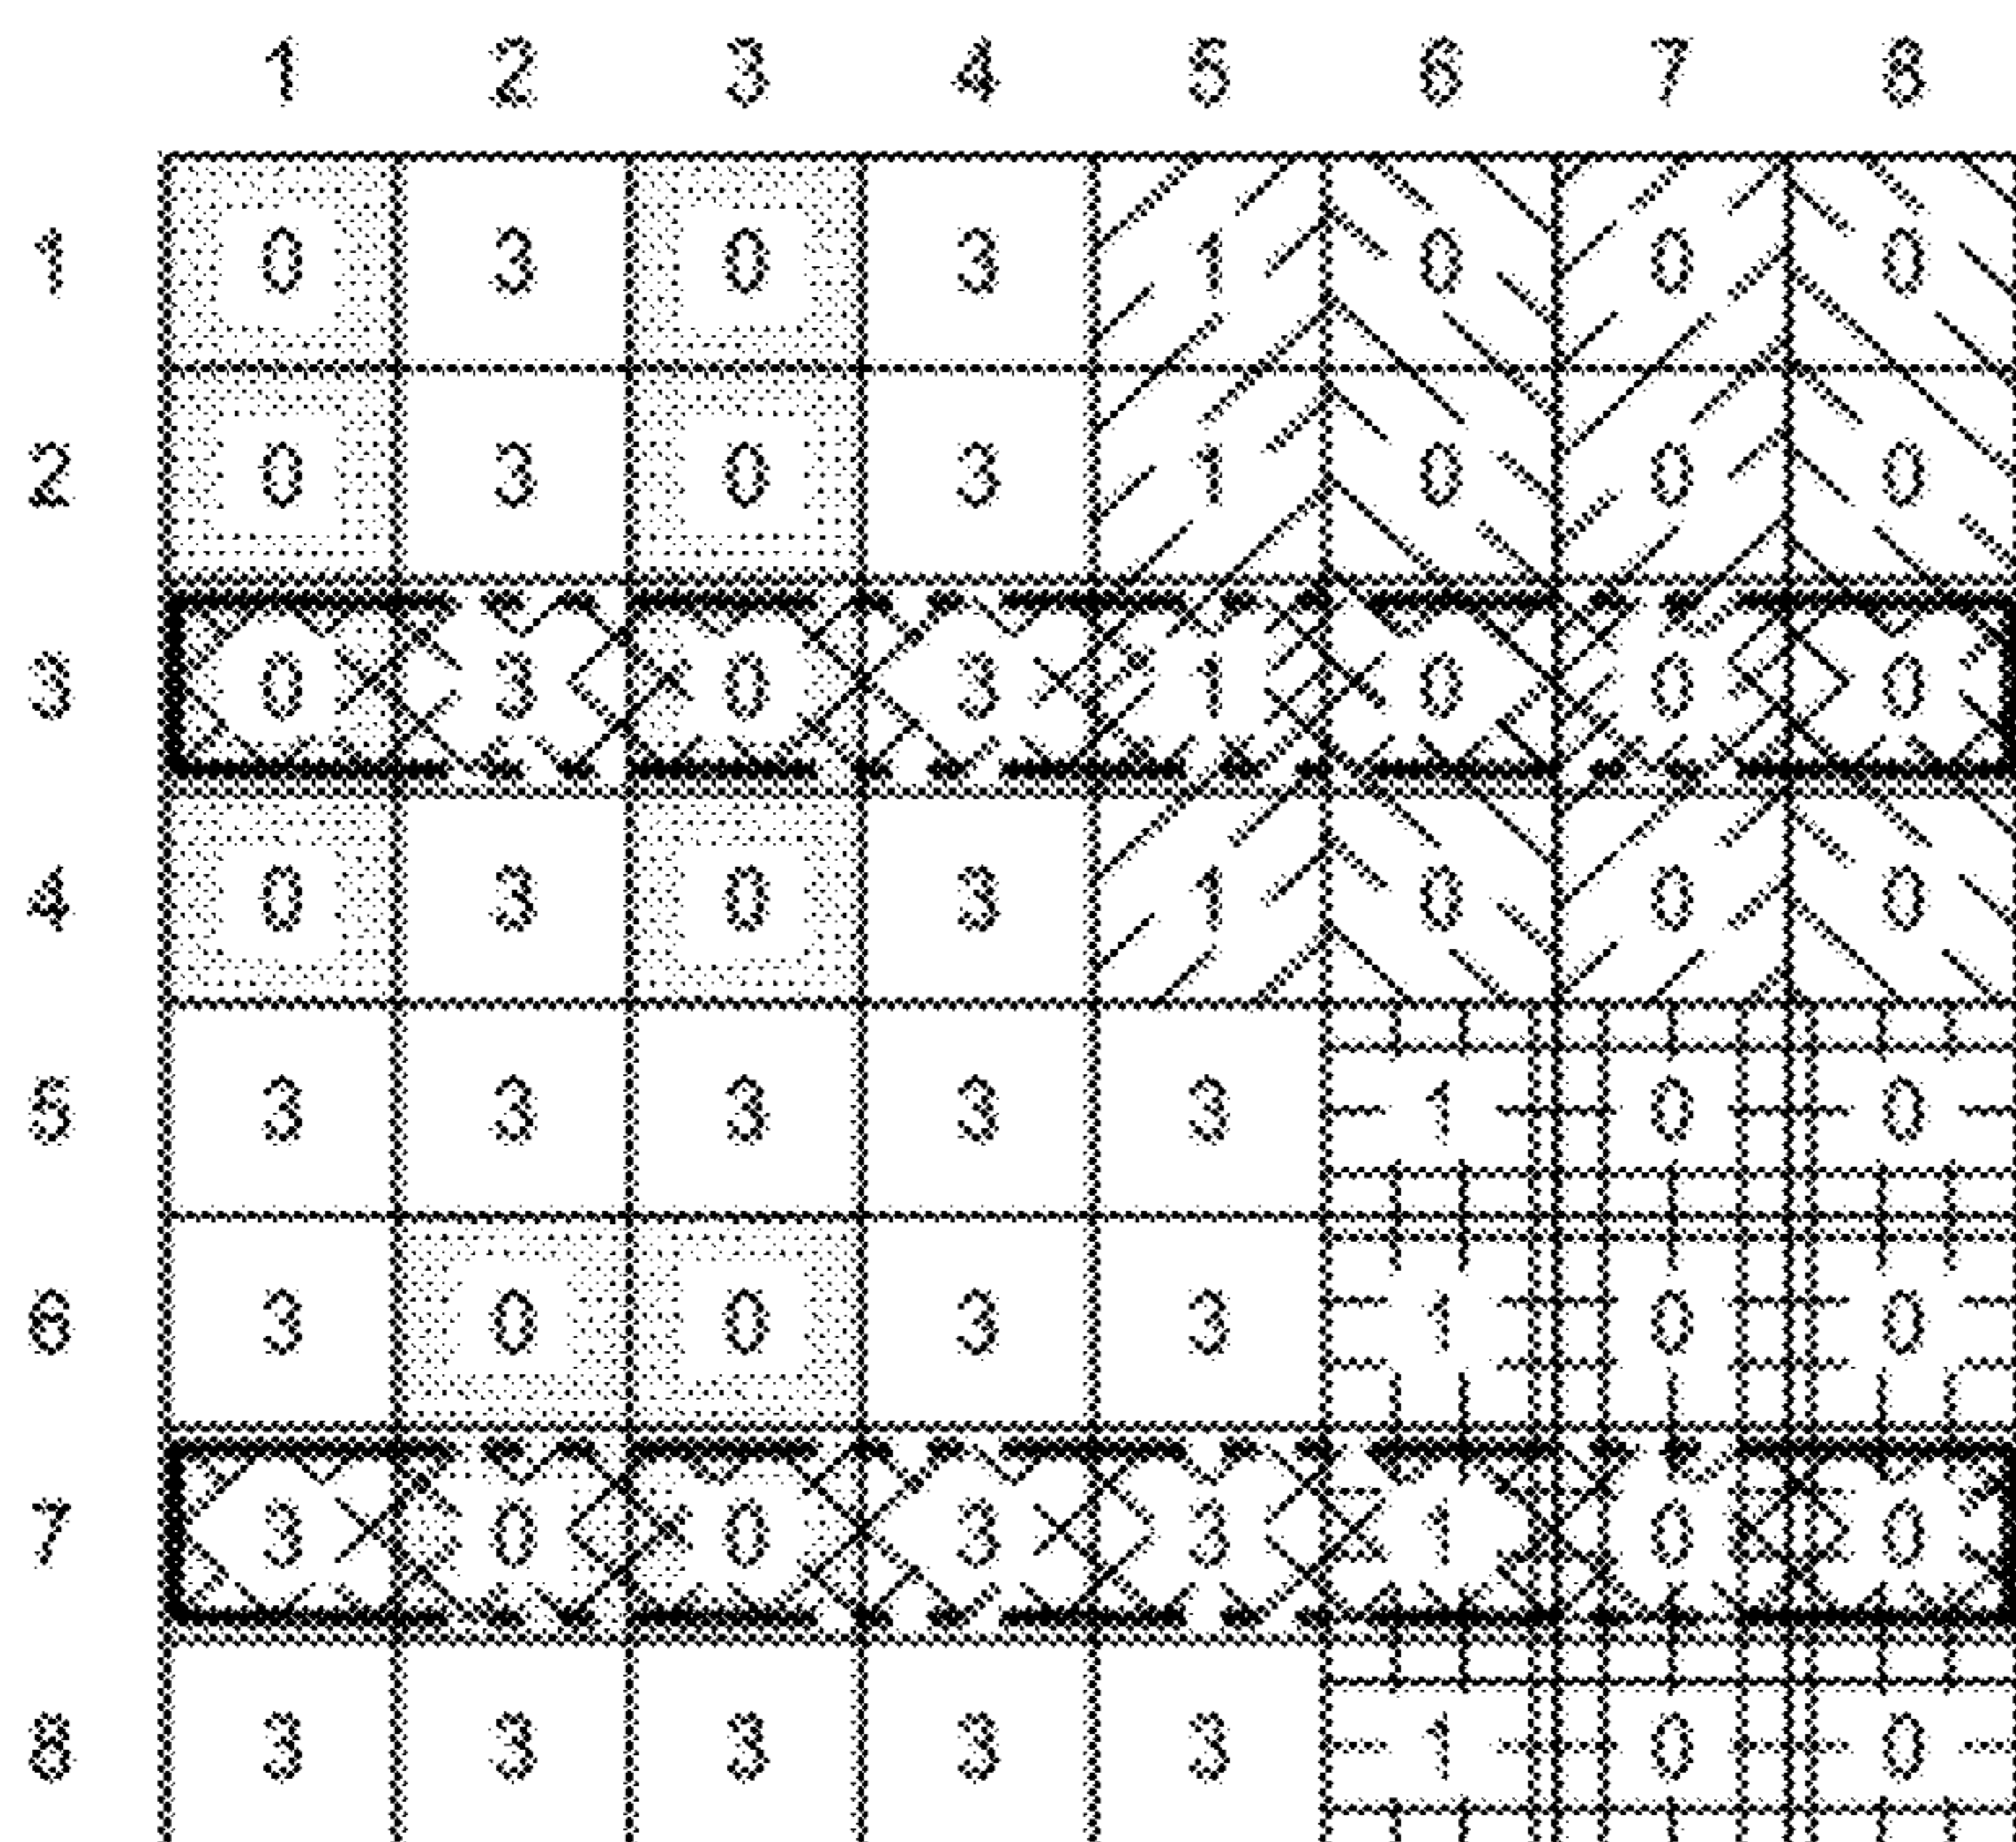 1 2 3 4 5 6 7 8
1 0 3 0 3 1 0 0 0
2 0 3 0 3 1 0 0 0
3 0 3 0 3 1 0 0 0
4 0 3 0 3 1 0 0 0
5 3 3 3 3 3 1 0 0
6 3 0 0 3 3 1 0 0
7 3 0 0 3 3 1 0 0
8 3 3 3 3 3 1 0 0